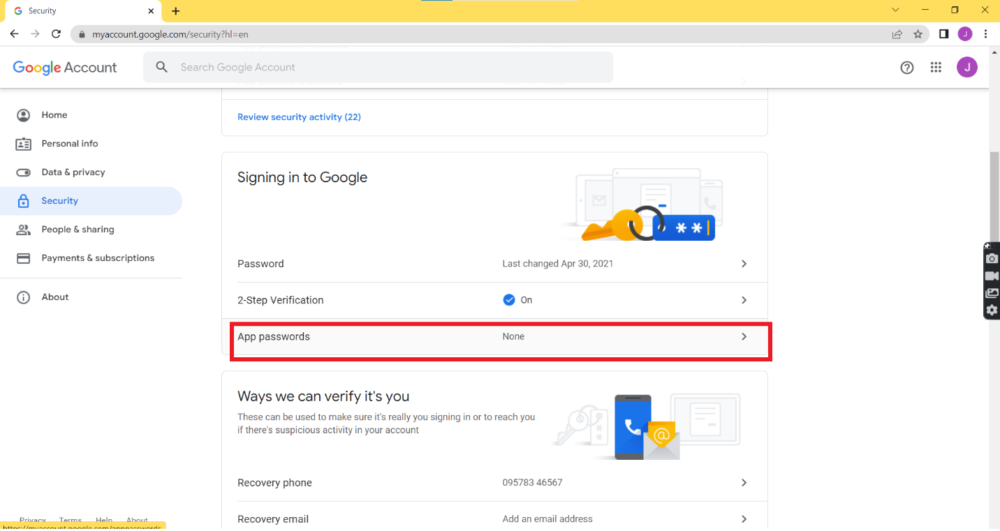 Security
myaccount.google.com/security?hl=en
J
Google Account
Search Google Account
J
Home
Personal info
Data & privacy
Security
People & sharing
Payments & subscriptions
About
Review security activity (22)
Signing in to Google
**
Password Last changed Apr 30, 2021
2-Step Verification On
App passwords None
Ways we can verify it's you
These can be used to make sure it's really you signing in or to reach you
if there's suspicious activity in your account
@
Recovery phone 095783 46567
Recovery email Add an email address
Privacy Terms Help About
https://myaccount.google.com/apppasswords